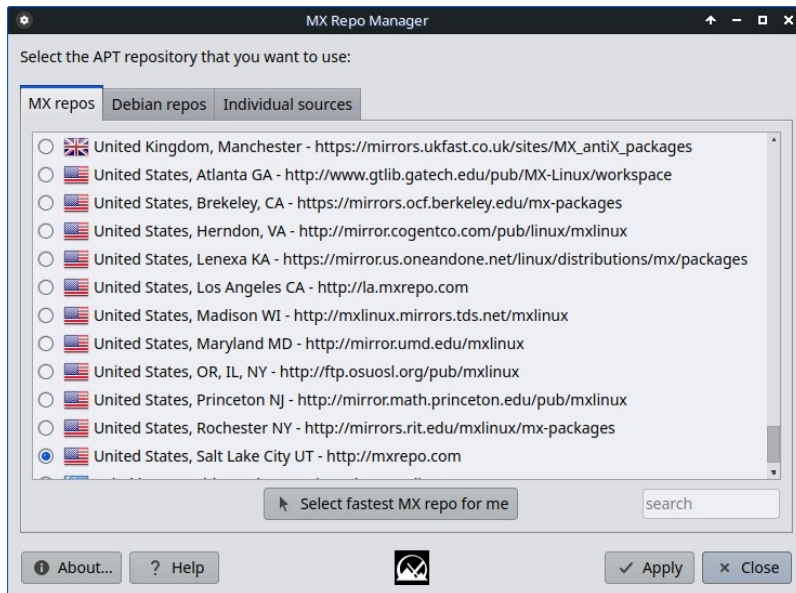 MX Repo Manager
Select the APT repository that you want to use:
MX repos Debian repos Individual sources
United Kingdom, Manchester - https://mirrors.ukfast.co.uk/sites/MX_antiX_packages
United States, Atlanta GA - http://www.gtlib.gatech.edu/pub/MX-Linux/workspace
United States, Brekeley, CA - https://mirrors.ocf.berkeley.edu/mx-packages
United States, Herndon, VA - http://mirror.cogentco.com/pub/linux/mxlinux
United States, Lenexa KA - https://mirror.us.oneandone.net/linux/distributions/mx/packages
United States, Los Angeles CA - http://la.mxrepo.com
United States, Madison WI - http://mxlinux.mirrors.tds.net/mxlinux
United States, Maryland MD - http://mirror.umd.edu/mxlinux
United States, OR, IL, NY - http://ftp.osuosl.org/pub/mxlinux
United States, Princeton NJ - http://mirror.math.princeton.edu/pub/mxlinux
United States, Rochester NY - http://mirrors.rit.edu/mxlinux/mx-packages
United States, Salt Lake City UT - http://mxrepo.com
Select fastest MX repo for me search
About... ? Help Apply Close